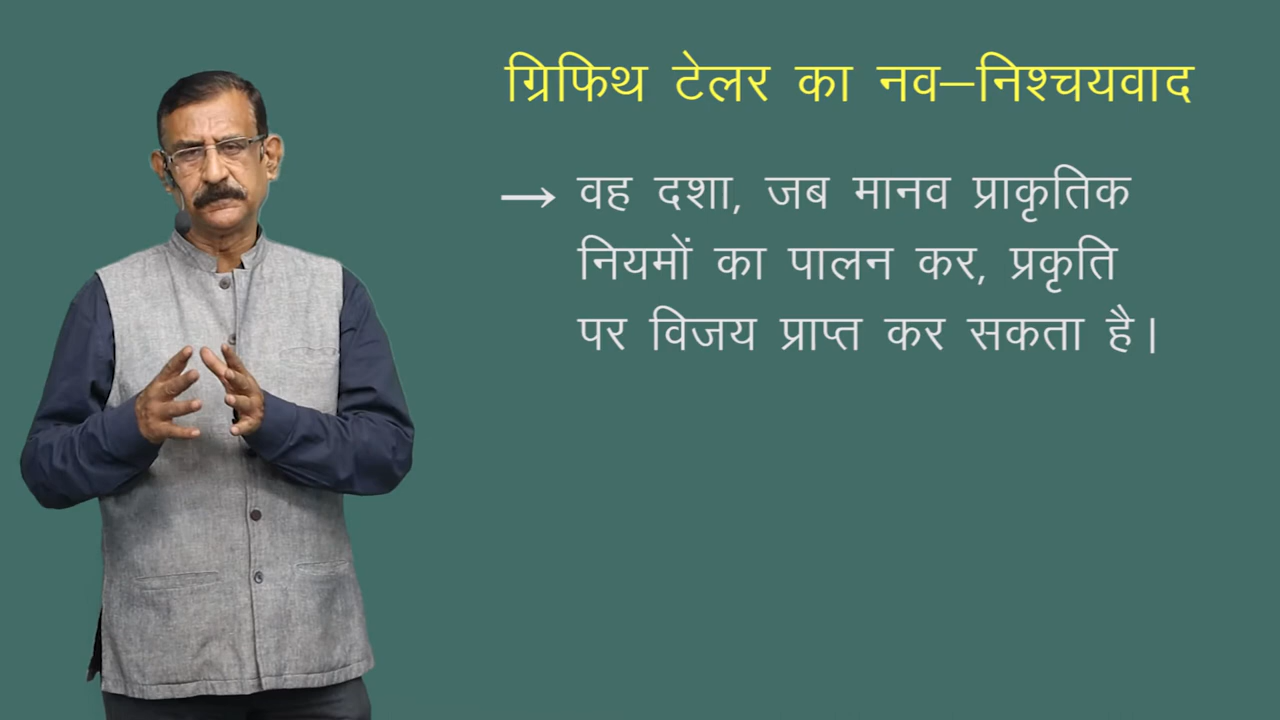 ग्रिफिथ टेलर का नव–निश्चयवाद
→ वह दशा, जब मानव प्राकृतिक
नियमों का पालन कर, प्रकृति
पर विजय प्राप्त कर सकता है।